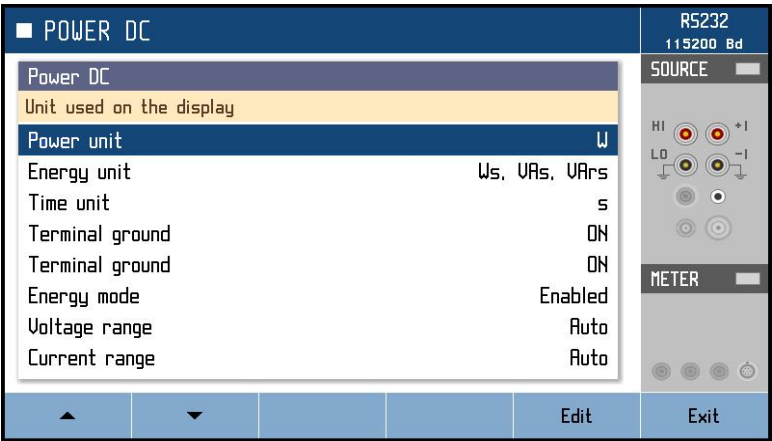 POWER DC
RS232
115200 Bd
Power DC
Unit used on the display
Power unit W
Energy unit Ws, VAs, VArs
Time unit s
Terminal ground ON
Terminal ground ON
Energy mode Enabled
Voltage range Auto
Current range Auto
SOURCE
HI +I
LO -I
METER
Edit
Exit